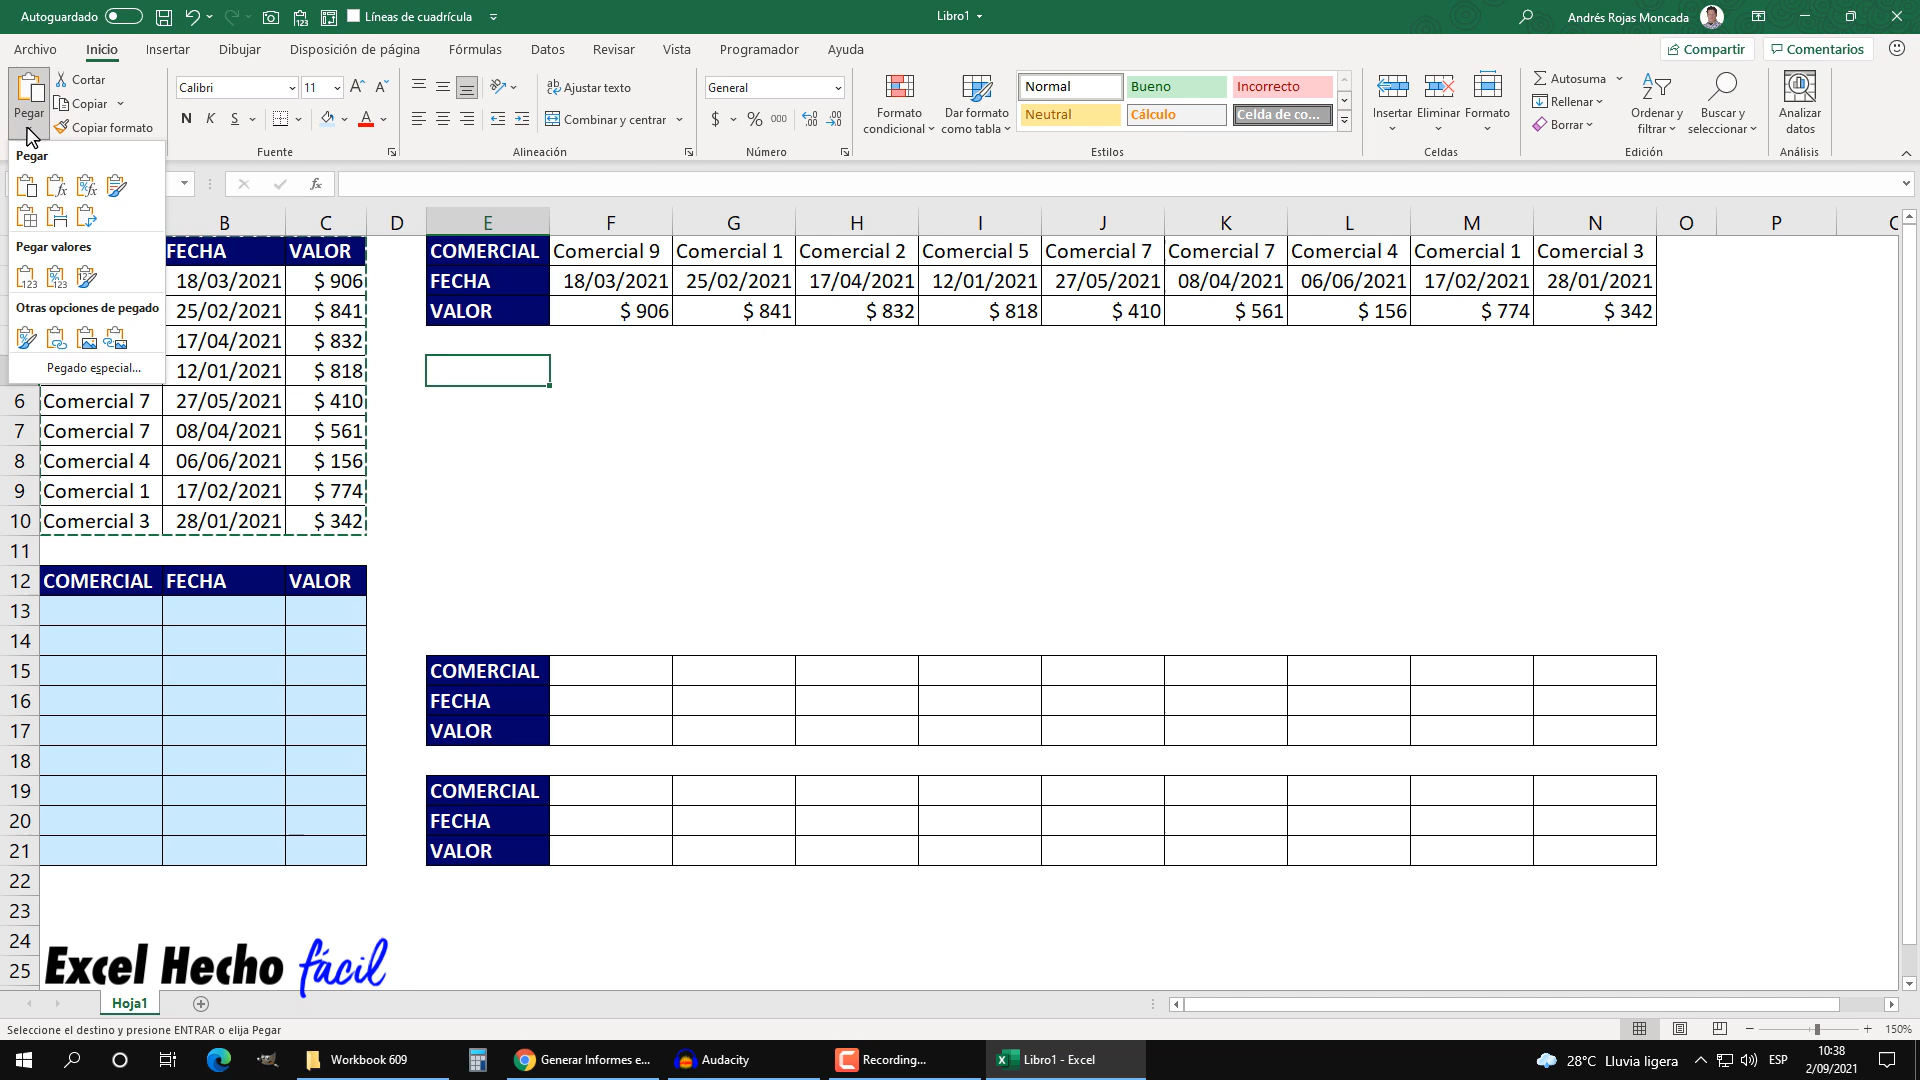 Autoguardado
Líneas de cuadrícula
Libro1
Andrés Rojas Moncada
Archivo Inicio Insertar Dibujar Disposición de página Fórmulas Datos Revisar Vista Programador Ayuda
Compartir Comentarios
Pegar
Cortar
Copiar
Copiar formato
Calibri 11
N K S
Fuente
Ajustar texto
Combinar y centrar
Alineación
General
$ % 000
Número
Formato condicional
Dar formato como tabla
Normal Bueno Incorrecto
Neutral Cálculo Celda de co...
Estilos
Insertar Eliminar Formato
Celdas
Autosuma
Rellenar
Borrar
Ordenary filtrar
Buscar y seleccionar
Edición
Analizar datos
Análisis
Pegar
Pegar valores
Otras opciones de pegado
Pegado especial...
B C D E F G H I J K L M N O P
FECHA VALOR COMERCIAL Comercial 9 Comercial 1 Comercial 2 Comercial 5 Comercial 7 Comercial 7 Comercial 4 Comercial 1 Comercial 3
18/03/2021 $ 906 FECHA 18/03/2021 25/02/2021 17/04/2021 12/01/2021 27/05/2021 08/04/2021 06/06/2021 17/02/2021 28/01/2021
25/02/2021 $ 841 VALOR $ 906 $ 841 $ 832 $ 818 $ 410 $ 561 $ 156 $ 774 $ 342
17/04/2021 $ 832
12/01/2021 $ 818
6 Comercial 7 27/05/2021 $ 410
7 Comercial 7 08/04/2021 $ 561
8 Comercial 4 06/06/2021 $ 156
9 Comercial 1 17/02/2021 $ 774
10 Comercial 3 28/01/2021 $ 342
11
12 COMERCIAL FECHA VALOR
13
14
15 COMERCIAL
16 FECHA
17 VALOR
18
19 COMERCIAL
20 FECHA
21 VALOR
22
23
24
25
Excel Hecho fácil
Hoja1
Seleccione el destino y presione ENTRAR o elija Pegar
150%
Workbook 609
Generar Informes e...
Audacity
Recording...
Libro1 - Excel
28°C Lluvia ligera
ESP
10:38
2/09/2021